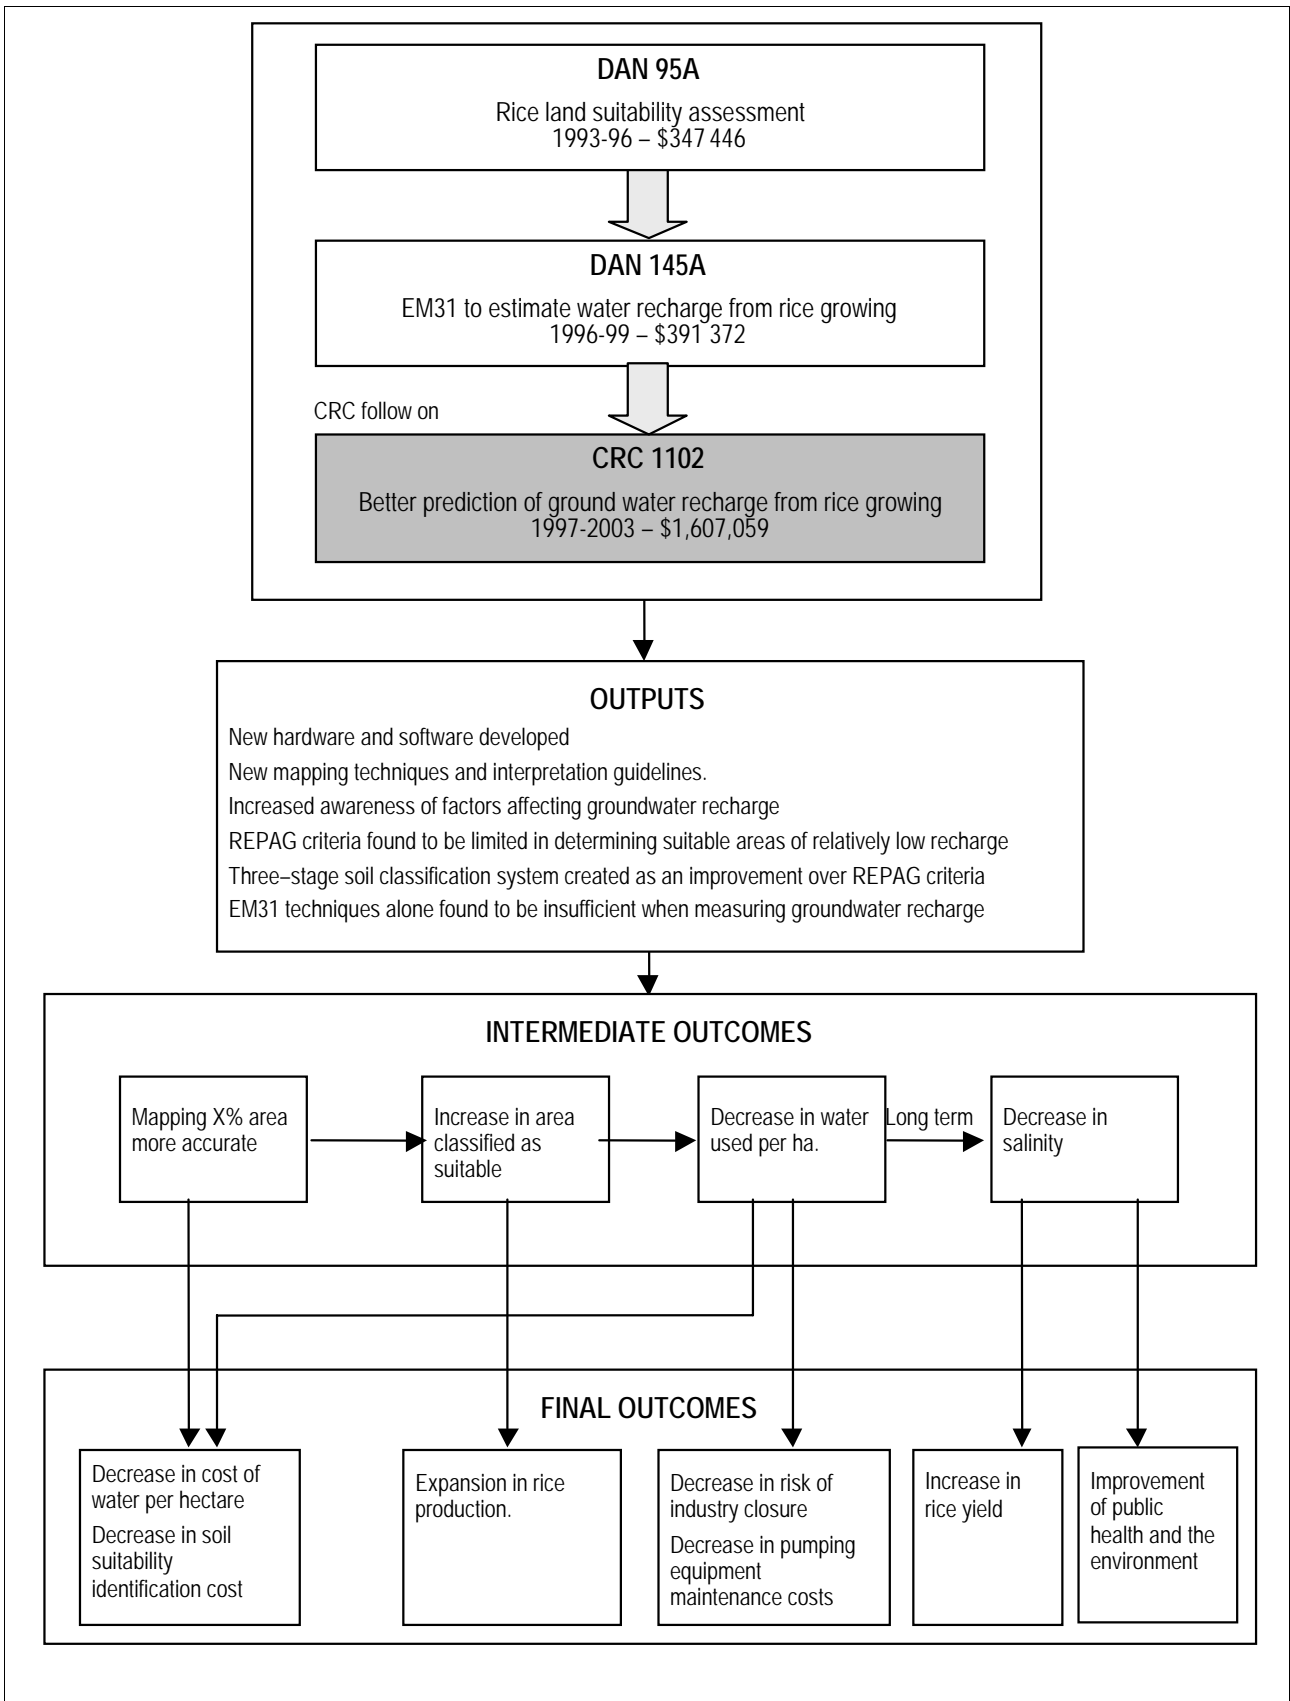 DAN 95A
Rice land suitability assessment
1993-96 – $347 446
DAN 145A
EM31 to estimate water recharge from rice growing
1996-99 – $391 372
CRC follow on
CRC 1102
Better prediction of ground water recharge from rice growing
1997-2003 – $1,607,059
OUTPUTS
New hardware and software developed
New mapping techniques and interpretation guidelines.
Increased awareness of factors affecting groundwater recharge
REPAG criteria found to be limited in determining suitable areas of relatively low recharge
Three–stage soil classification system created as an improvement over REPAG criteria
EM31 techniques alone found to be insufficient when measuring groundwater recharge
INTERMEDIATE OUTCOMES
Mapping X% area
more accurate
Increase in area
classified as
suitable
Decrease in water
used per ha.
Long term
Decrease in
salinity
FINAL OUTCOMES
Decrease in cost of
water per hectare
Decrease in soil
suitability
identification cost
Expansion in rice
production.
Decrease in risk of
industry closure
Decrease in pumping
equipment
maintenance costs
Increase in
rice yield
Improvement
of public
health and the
environment